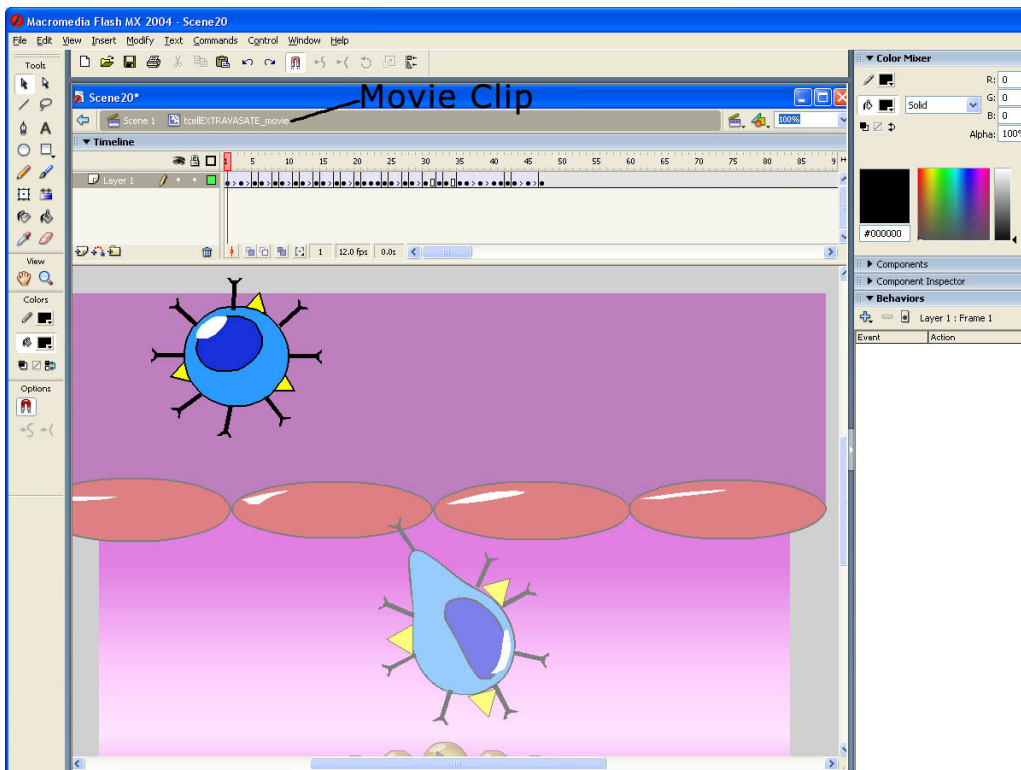 Macromedia Flash MX 2004 - Scene20
File Edit View Insert Modify Text Commands Control Window Help
Tools
View
Colors
Options
Scene20*
Movie Clip
Scene 1 tcellEXTRAVASATE_movie 100%
Timeline
1 5 10 15 20 25 30 35 40 45 50 55 60 65 70 75 80 85 9
Layer 1
1 12.0 fps 0.0s
Color Mixer
R: 0
Solid G: 0
B: 0
Alpha: 100%
#000000
Components
Component Inspector
Behaviors
Layer 1 : Frame 1
Event Action